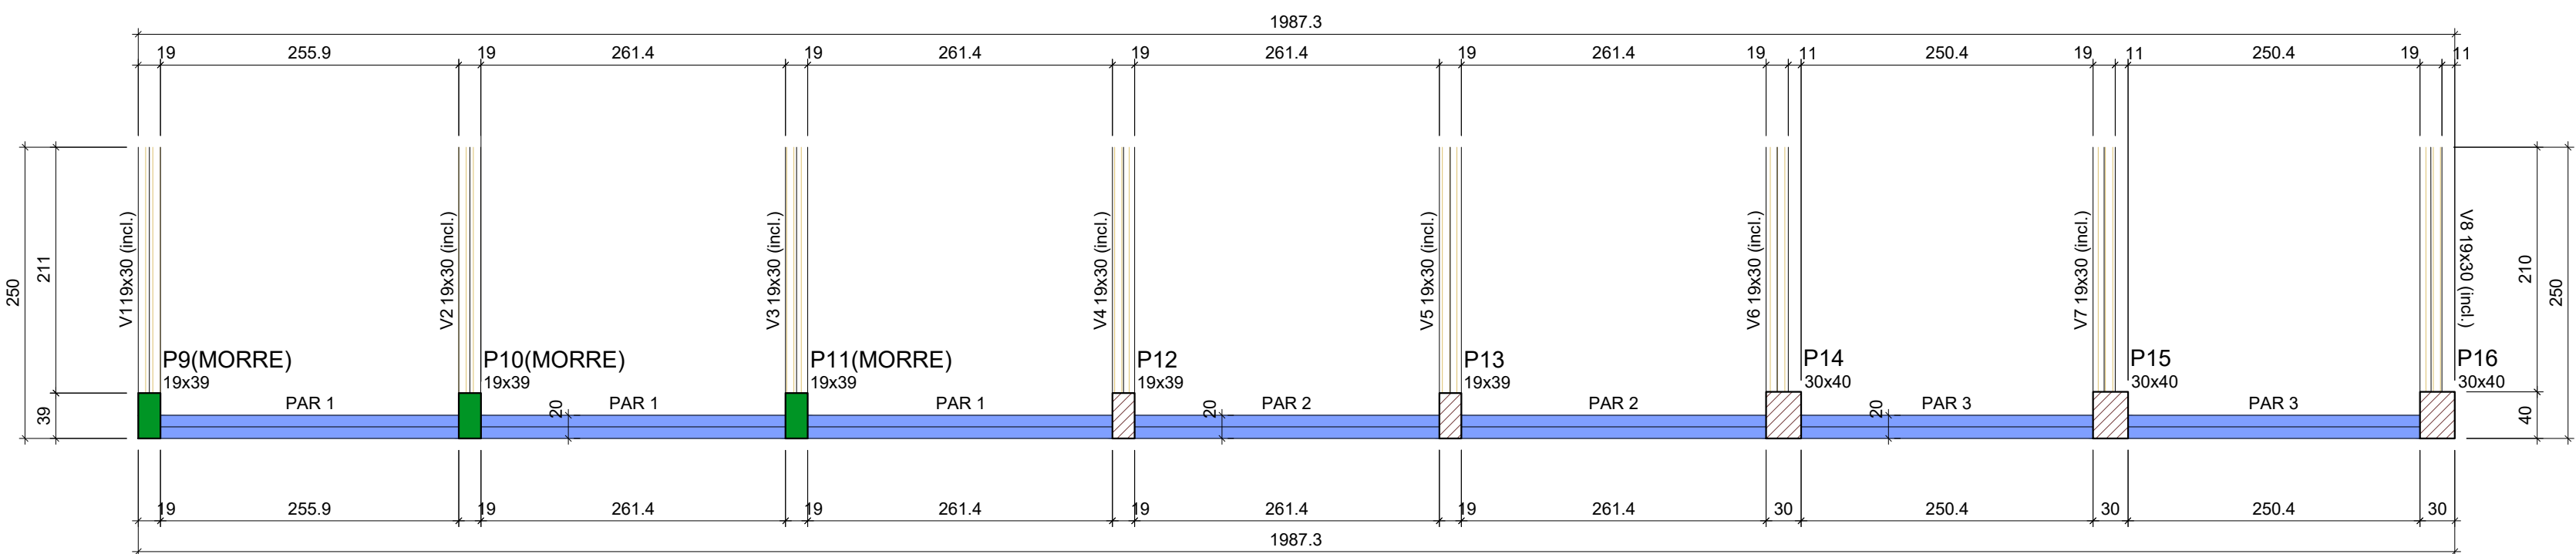 1987.3
19 255.9 19 261.4 19 261.4 19 261.4 19 261.4 19 11 250.4 19 11 250.4 19 11
250
211
39
V119x30 (incl.)
V2 19x30 (incl.)
V3 19x30 (incl.)
V4 19x30 (incl.)
V5 19x30 (incl.)
V6 19x30 (incl.)
V7 19x30 (incl.)
V8 19x30 (incl.)
210
250
40
P9(MORRE)
19x39
P10(MORRE)
19x39
P11(MORRE)
19x39
P12
19x39
P13
19x39
P14
30x40
P15
30x40
P16
30x40
PAR 1
20
PAR 1
PAR 1
20
PAR 2
PAR 2
20
PAR 3
PAR 3
19 255.9 19 261.4 19 261.4 19 261.4 19 261.4 30 250.4 30 250.4 30
1987.3